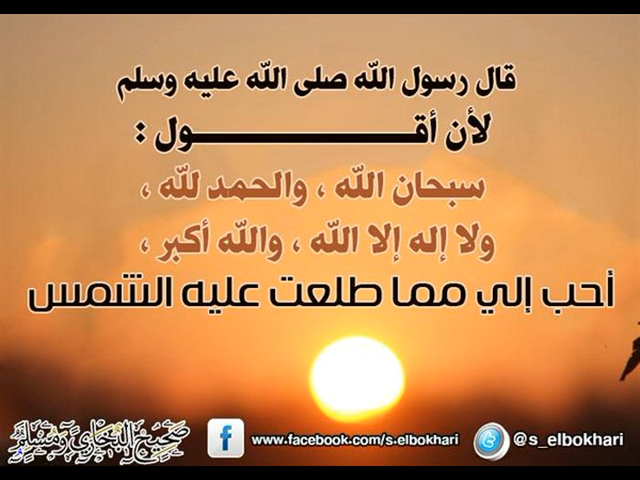 قال رسول الله صلى الله عليه وسلم
لأن أقـــــــــــــــول :
سبحان الله ، والحمد لله ،
ولا إله إلا الله ، والله أكبر ،
أحب إلي مما طلعت عليه الشمس
صحيح البخاري ومسلم
www.facebook.com/s.elbokhari
@s_elbokhari